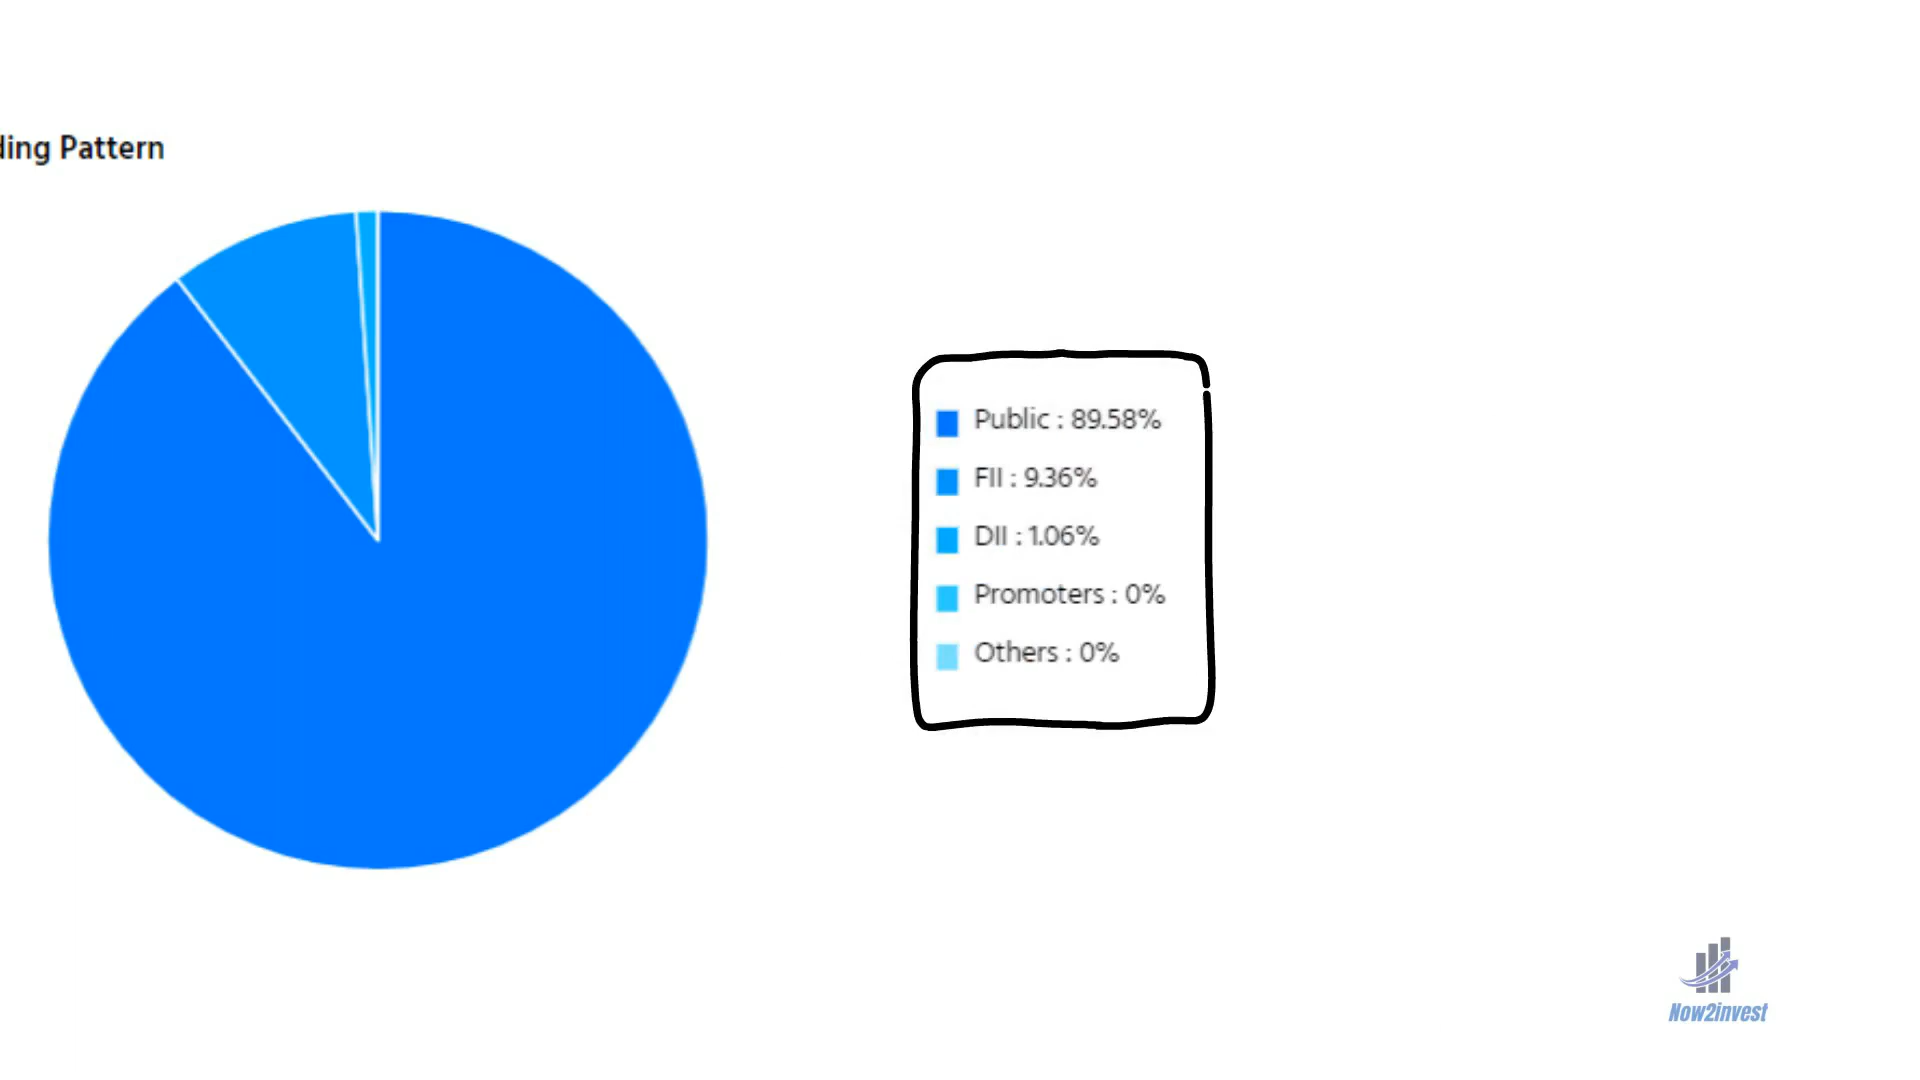 ding Pattern
Public : 89.58%
FII : 9.36%
DII : 1.06%
Promoters : 0%
Others : 0%
Now2invest